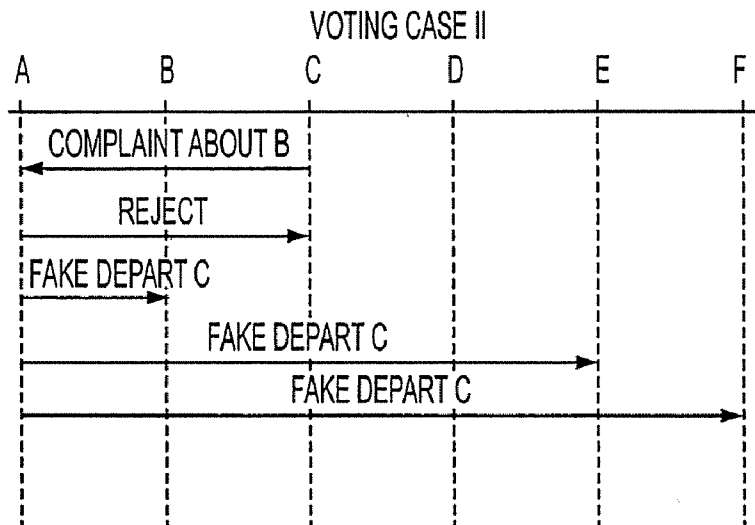 VOTING CASE II
A B C D E F
COMPLAINT ABOUT B
REJECT
FAKE DEPART C
FAKE DEPART C
FAKE DEPART C